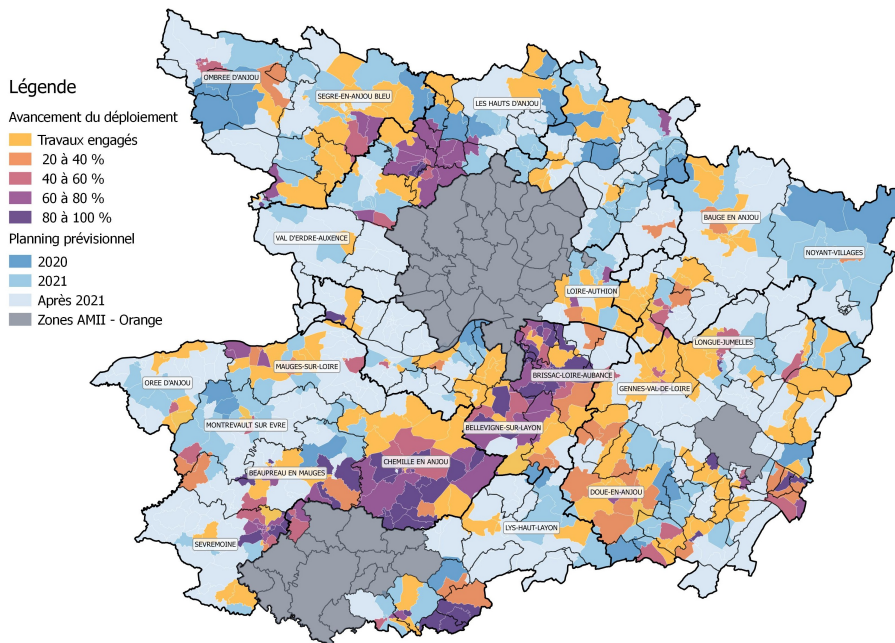 Légende
Avancement du déploiement
Travaux engagés
20 à 40 %
40 à 60 %
60 à 80 %
80 à 100 %
Planning prévisionnel
2020
2021
Après 2021
Zones AMII - Orange
OMBREE D'ANJOU
SEGRE-EN-ANJOU BLEU
LES HAUTS D'ANJOU
BAUGE EN ANJOU
VAL D'ERDRE-AUXENCE
NOYANT-VILLAGES
LOIRE-AUTHION
LONGUE-JUMELLES
MAUGES-SUR-LOIRE
BRISSAC-LOIRE-AUBANCE
OREE D'ANJOU
GENNES-VAL-DE-LOIRE
MONTREVAULT SUR EVRE
BELLEVIGNE-SUR-LAYON
CHEMILLE EN ANJOU
BEAUPREAU EN MAUGES
DOUE-EN-ANJOU
LYS-HAUT-LAYON
SEVREMOINE